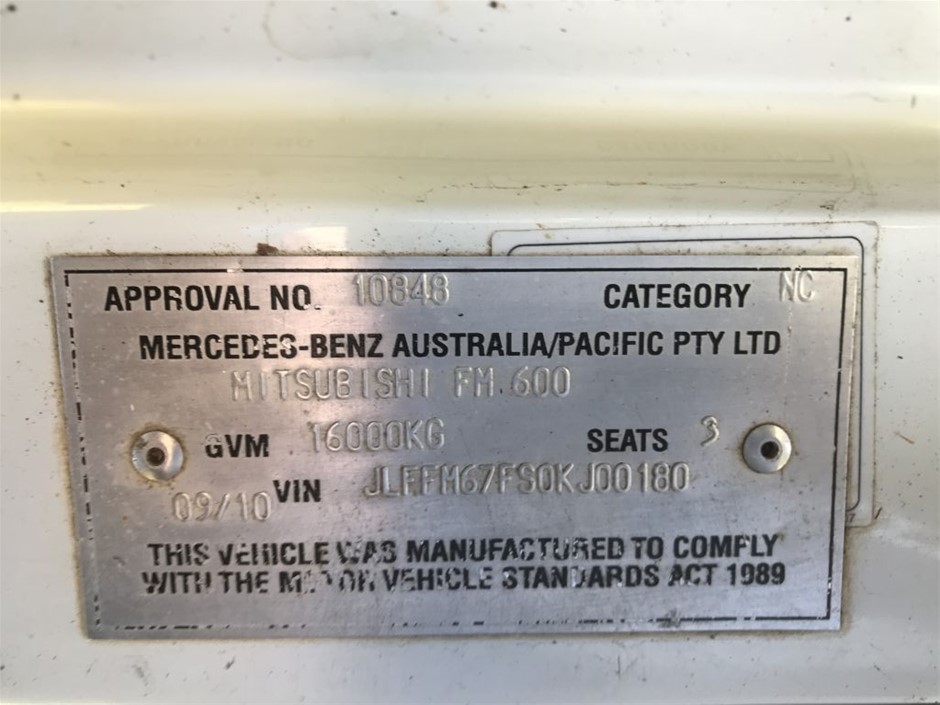 APPROVAL NO. 10848 CATEGORY NC
MERCEDES-BENZ AUSTRALIA/PACIFIC PTY LTD
MITSUBISHI FM 600
GVM 16000KG SEATS 3
09/10 VIN JLFFM67FS0KJ00180
THIS VEHICLE WAS MANUFACTURED TO COMPLY
WITH THE MOTOR VEHICLE STANDARDS ACT 1989